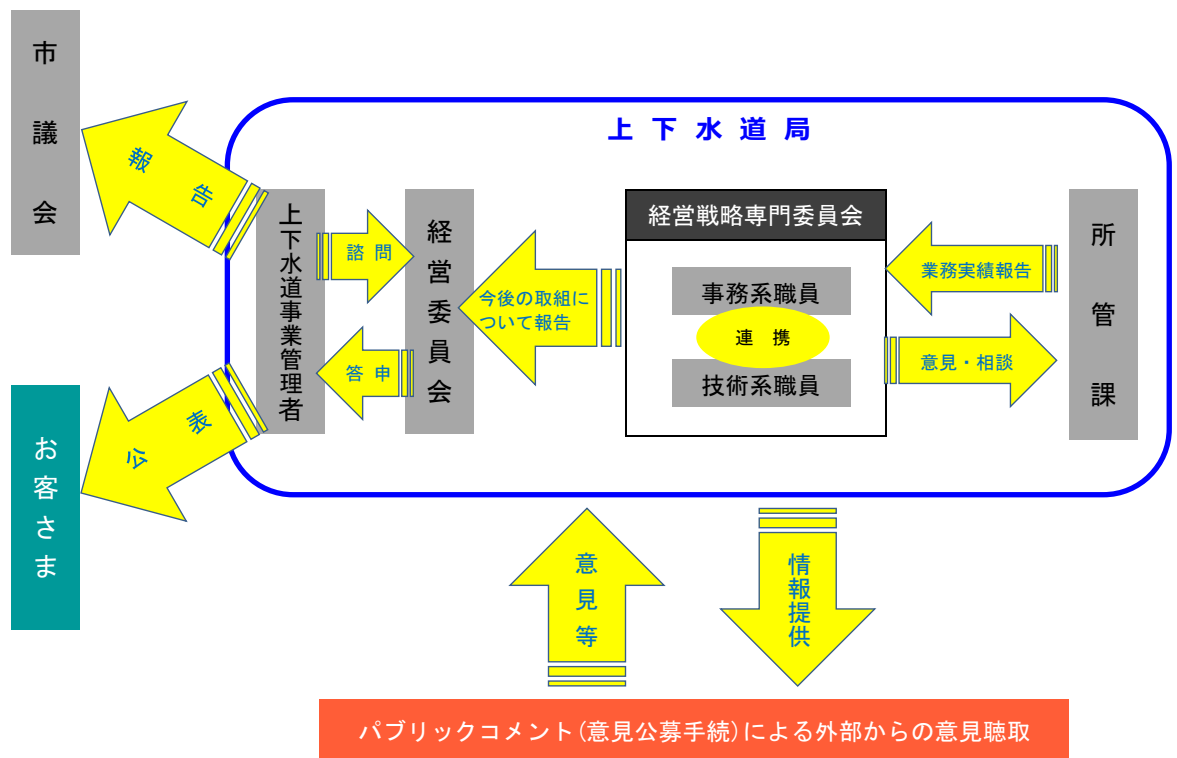 市議会
上下水道局
報告
上下水道事業管理者
諮問
答申
経営委員会
今後の取組に
ついて報告
経営戦略専門委員会
事務系職員
連携
技術系職員
業務実績報告
意見・相談
所管課
公表
お客さま
意見等
情報提供
パブリックコメント(意見公募手続)による外部からの意見聴取